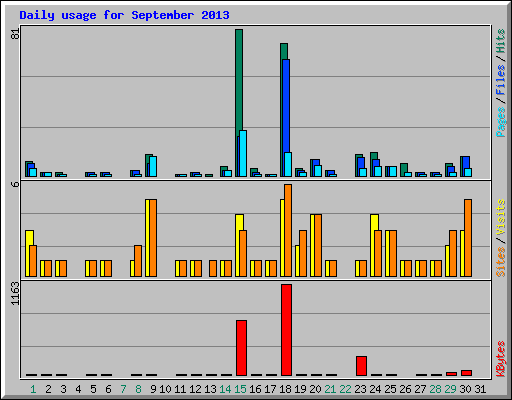 Daily usage for September 2013
81
6
1163
Pages / Files / Hits
Sites / Visits
KBytes
1 2 3 4 5 6 7 8 9 10 11 12 13 14 15 16 17 18 19 20 21 22 23 24 25 26 27 28 29 30 31